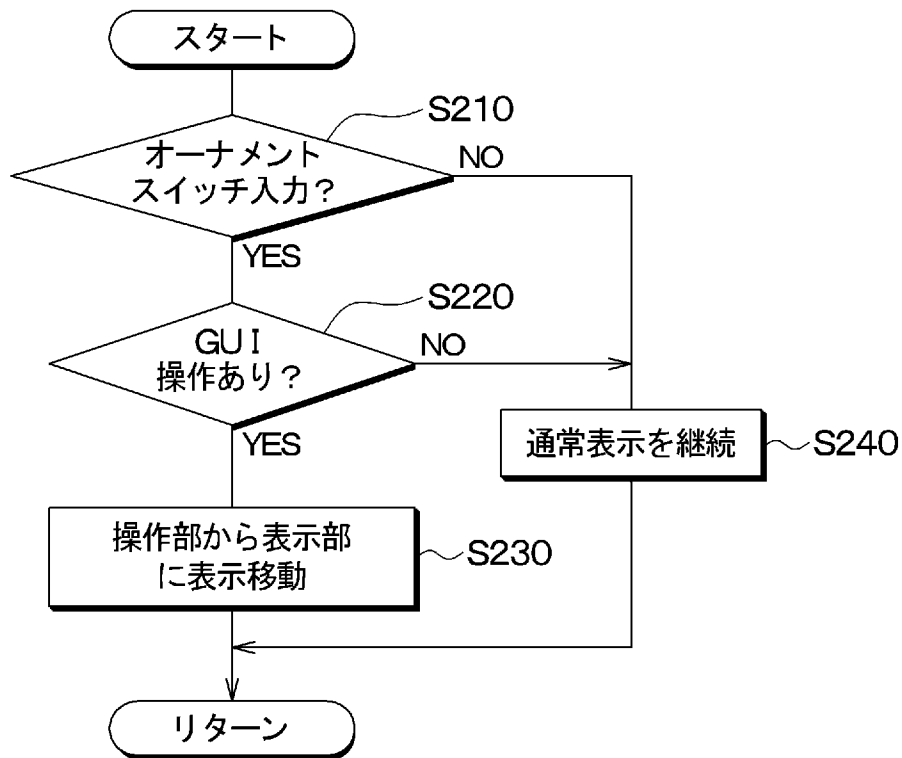 スタート
S210
オーナメント
スイッチ入力?
NO
YES
S220
GUI
操作あり?
NO
YES
通常表示を継続
S240
操作部から表示部
に表示移動
S230
リターン